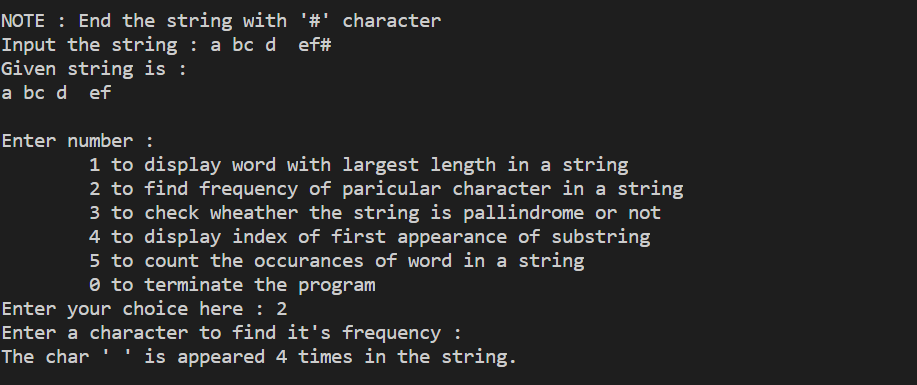 NOTE : End the string with '#' character
Input the string : a bc d  ef#
Given string is :
a bc d  ef
Enter number :
1 to display word with largest length in a string
2 to find frequency of paricular character in a string
3 to check wheather the string is pallindrome or not
4 to display index of first appearance of substring
5 to count the occurances of word in a string
0 to terminate the program
Enter your choice here : 2
Enter a character to find it's frequency :
The char ' ' is appeared 4 times in the string.